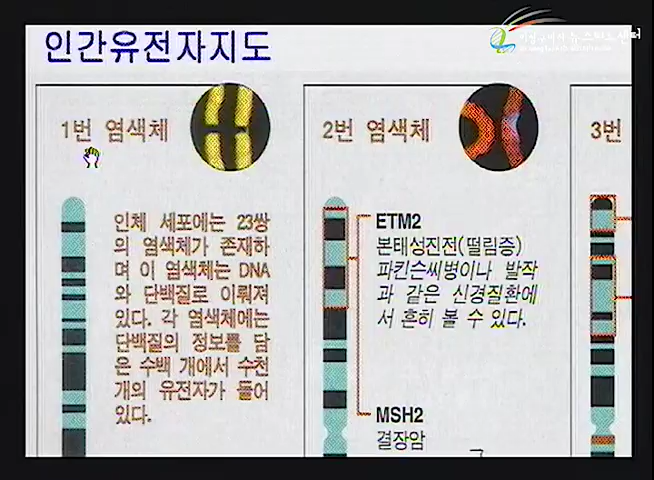 인간유전자지도
1번 염색체
2번 염색체
3번
인체 세포에는 23쌍
의 염색체가 존재하
며 이 염색체는 DNA
와 단백질로 이뤄져
있다. 각 염색체에는
단백질의 정보를 담
은 수백 개에서 수천
개의 유전자가 들어
있다.
ETM2
본태성진전(떨림증)
파킨슨씨병이나 발작
과 같은 신경질환에
서 흔히 볼 수 있다.
MSH2
결장암